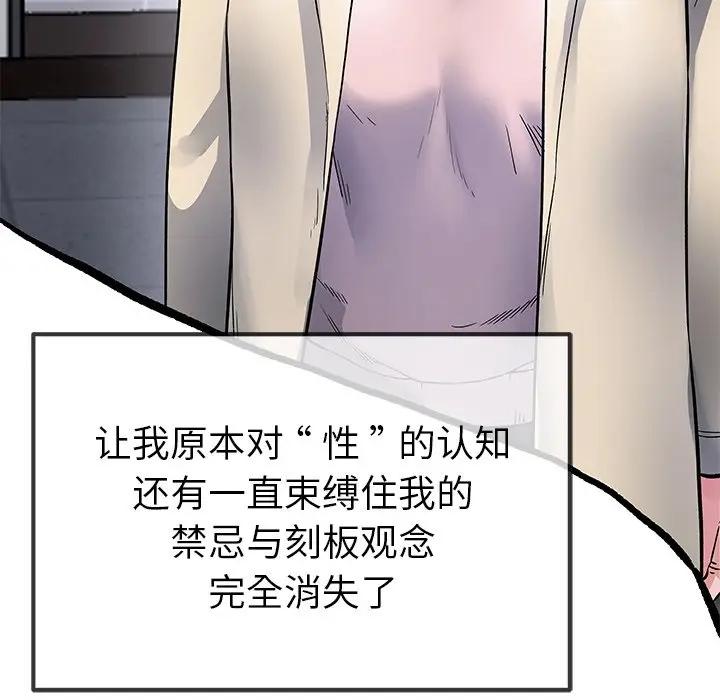 让我原本对“性”的认知
还有一直束缚住我的
禁忌与刻板观念
完全消失了